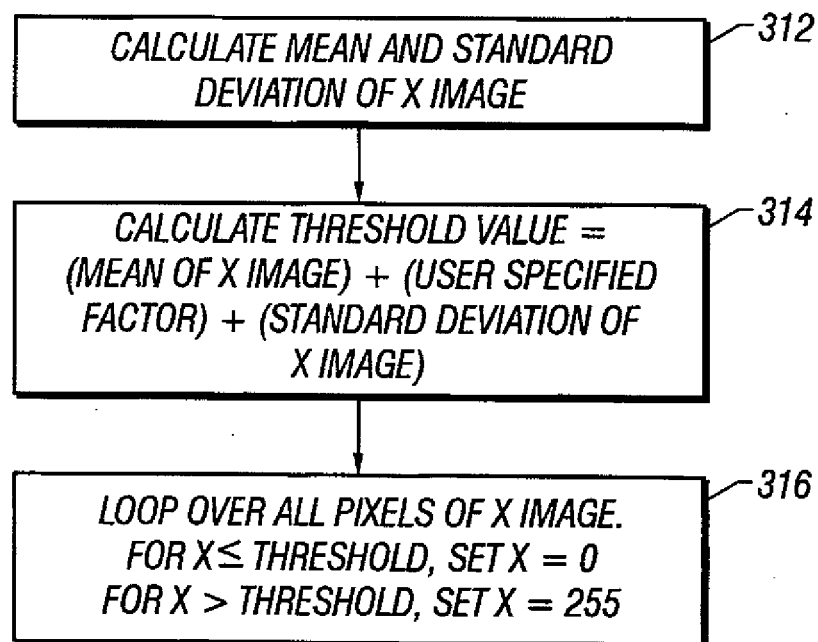 CALCULATE MEAN AND STANDARD
DEVIATION OF X IMAGE
312
CALCULATE THRESHOLD VALUE =
(MEAN OF X IMAGE) + (USER SPECIFIED
FACTOR) + (STANDARD DEVIATION OF
X IMAGE)
314
LOOP OVER ALL PIXELS OF X IMAGE.
FOR X ≤ THRESHOLD, SET X = 0
FOR X > THRESHOLD, SET X = 255
316